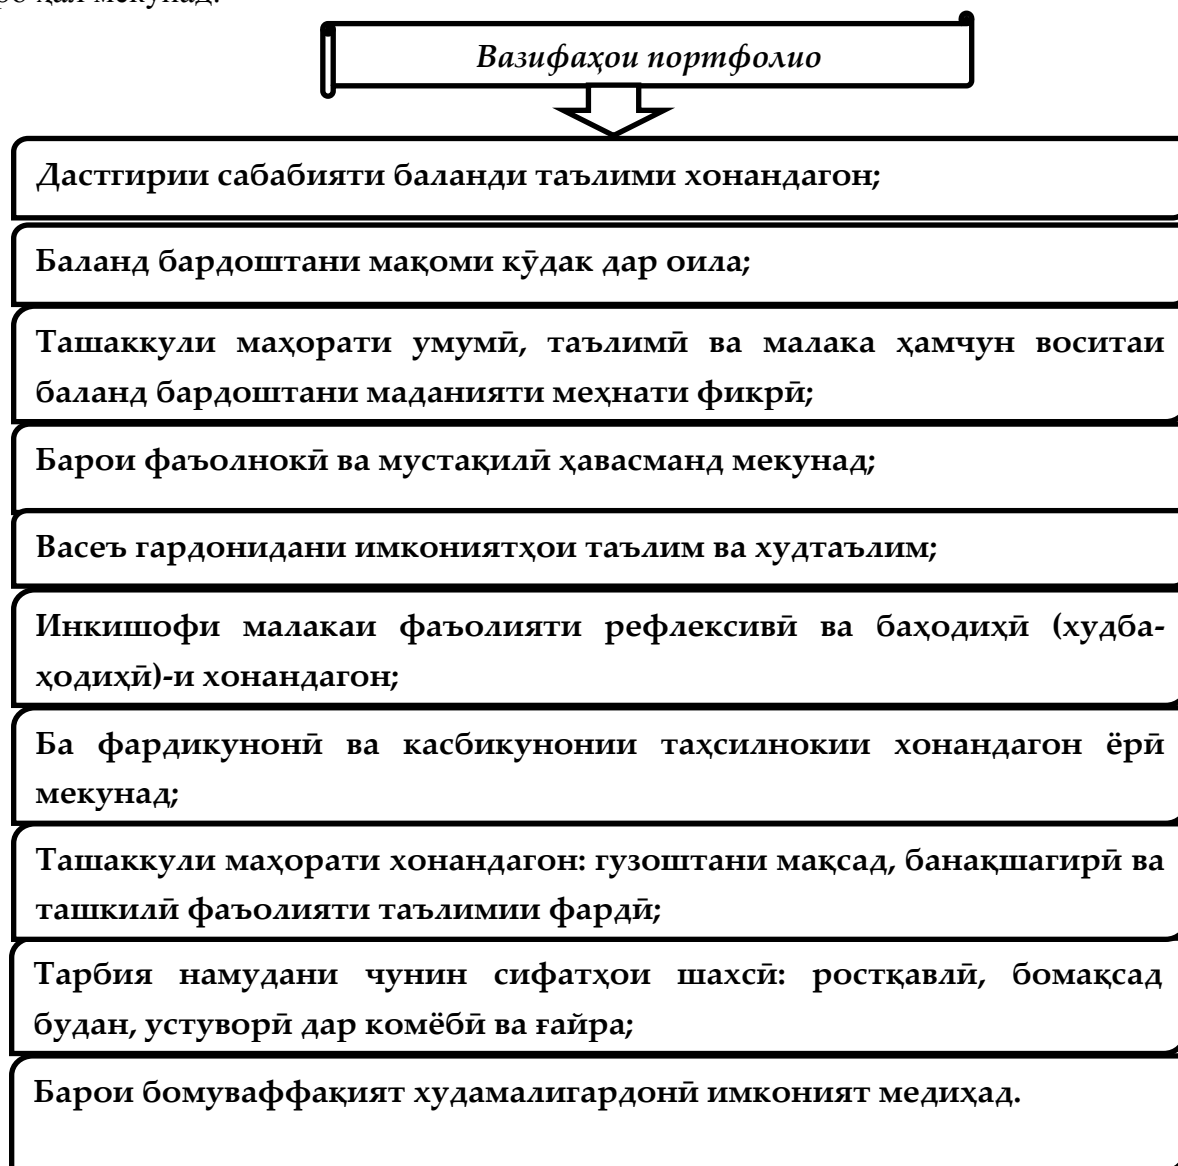 ҳал мекунад.
Вазифаҳои портфолио
Дастгирии сабабияти баланди таълими хонандагон;
Баланд бардоштани мақоми кӯдак дар оила;
Ташаккули маҳорати умумӣ, таълимӣ ва малака ҳамчун воситаи
баланд бардоштани маданияти меҳнати фикрӣ;
Барои фаъолнокӣ ва мустақилӣ ҳавасманд мекунад;
Васеъ гардонидани имкониятҳои таълим ва худтаълим;
Инкишофи малакаи фаъолияти рефлексивӣ ва баҳодиҳӣ (худба-
ҳодиҳӣ)-и хонандагон;
Ба фардикунонӣ ва касбикунонии таҳсилнокии хонандагон ёрӣ
мекунад;
Ташаккули маҳорати хонандагон: гузоштани мақсад, банақшагирӣ ва
ташкилӣ фаъолияти таълимии фардӣ;
Тарбия намудани чунин сифатҳои шахсӣ: ростқавлӣ, бомақсад
будан, устуворӣ дар комёбӣ ва ғайра;
Барои бомуваффақият худамалигардонӣ имконият медиҳад.